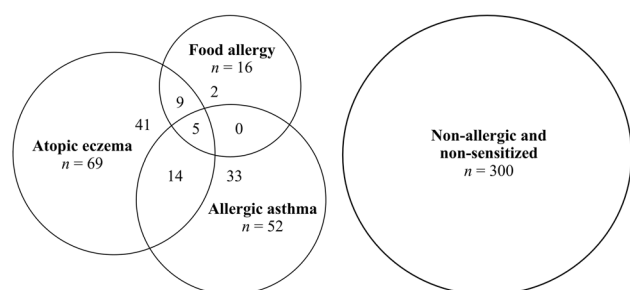 Food allergy
n = 16
2
9
41
5
0
Atopic eczema
n = 69
14
33
Allergic asthma
n = 52
Non-allergic and
non-sensitized
n = 300